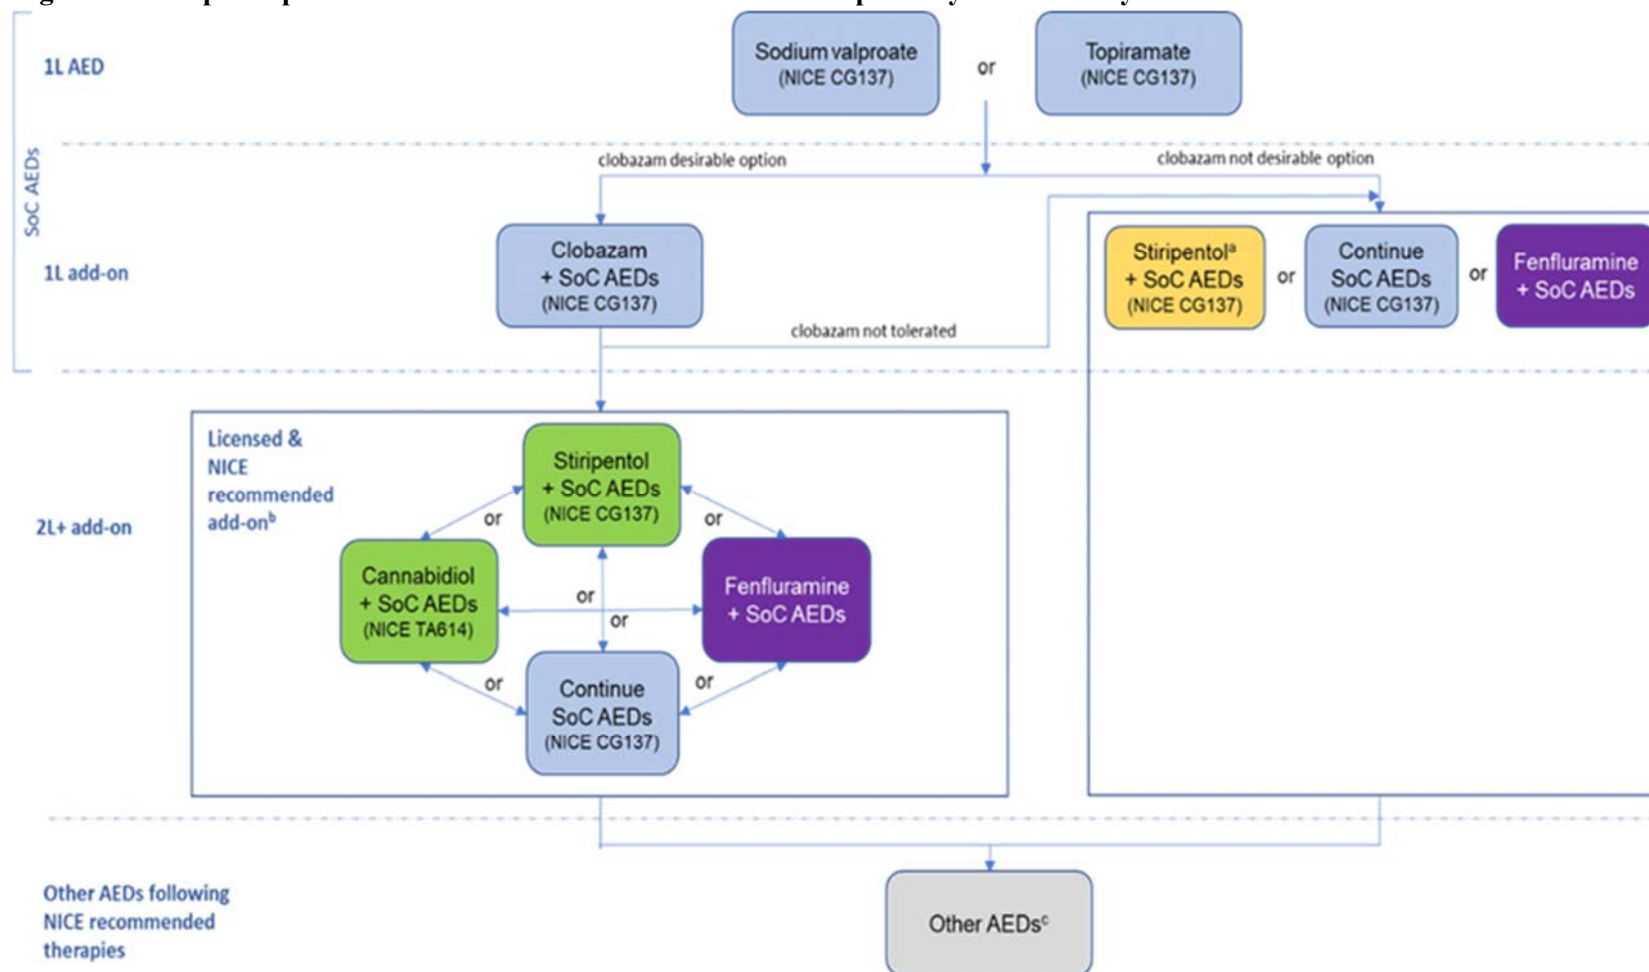 1L AED
Sodium valproate
(NICE CG137)
or
Topiramate
(NICE CG137)
SoC AEDs
clobazam desirable option
clobazam not desirable option
1L add-on
Clobazam
+ SoC AEDs
(NICE CG137)
Stiripentolᵃ
+ SoC AEDs
(NICE CG137)
or
Continue
SoC AEDs
(NICE CG137)
or
Fenfluramine
+ SoC AEDs
clobazam not tolerated
2L+ add-on
Licensed &
NICE
recommended
add-onᵇ
Stiripentol
+ SoC AEDs
(NICE CG137)
or
or
Cannabidiol
+ SoC AEDs
(NICE TA614)
or
or
Fenfluramine
+ SoC AEDs
or
or
Continue
SoC AEDs
(NICE CG137)
Other AEDs following
NICE recommended
therapies
Other AEDsᶜ